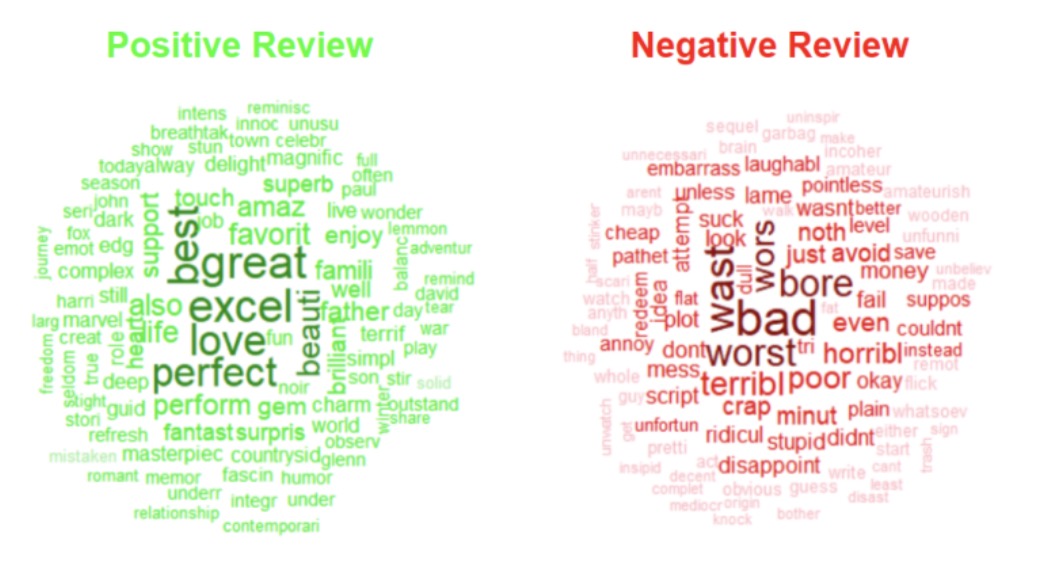 Positive Review
Negative Review
intens
reminisc
innoc unusu
breathtak
town celebr
show stun
todayalway delight magnific full
often
season
superb paul
john
touch
seri
dark
support
best
job
amaz live wonder
lemmon
journey
fox
emot edg
favorit enjoy
balanc
adventur
great
complex
famili
remind
well
david
harri still
also excel
beauti
father day tear
larg marvel
heart
life
love
fun
terrif war
creat
role
brilliant
play
simpl
freedom
seldom
true
deep perfect
noir
son stir solid
slight
guid perform gem charm
winter
outstand
share
stori
world
refresh fantast surpris
observ
mistaken masterpiec countrysid glenn
romant memor fascin humor
underr integr under
relationship
contemporari
uninspir
sequel
garbag make
brain
incoher
unnecessari
embarrass laughabl amateur
arent unless lame pointless amateurish
mayb
attempt
suck walk wasnt better wooden
stinker
cheap look
wors
noth level
unfunni
pathet
just avoid save
half
scari
dull
money unbeliev
made
watch
redeem
idea
flat
wast
bore
fail suppos
anyth
plot
bad
fat
bland
even couldnt
annoy dont
worst
tri
horribl instead
thing
mess
remot
whole
terribl poor okay flick
guy script
crap minut plain whatsoev
unwatch
get
unfortun ridicul stupid didnt either sign
pretti
start
trash
insipid
act
disappoint
write cant
decent
complet obvious guess least
disast
mediocr origin
knock bother